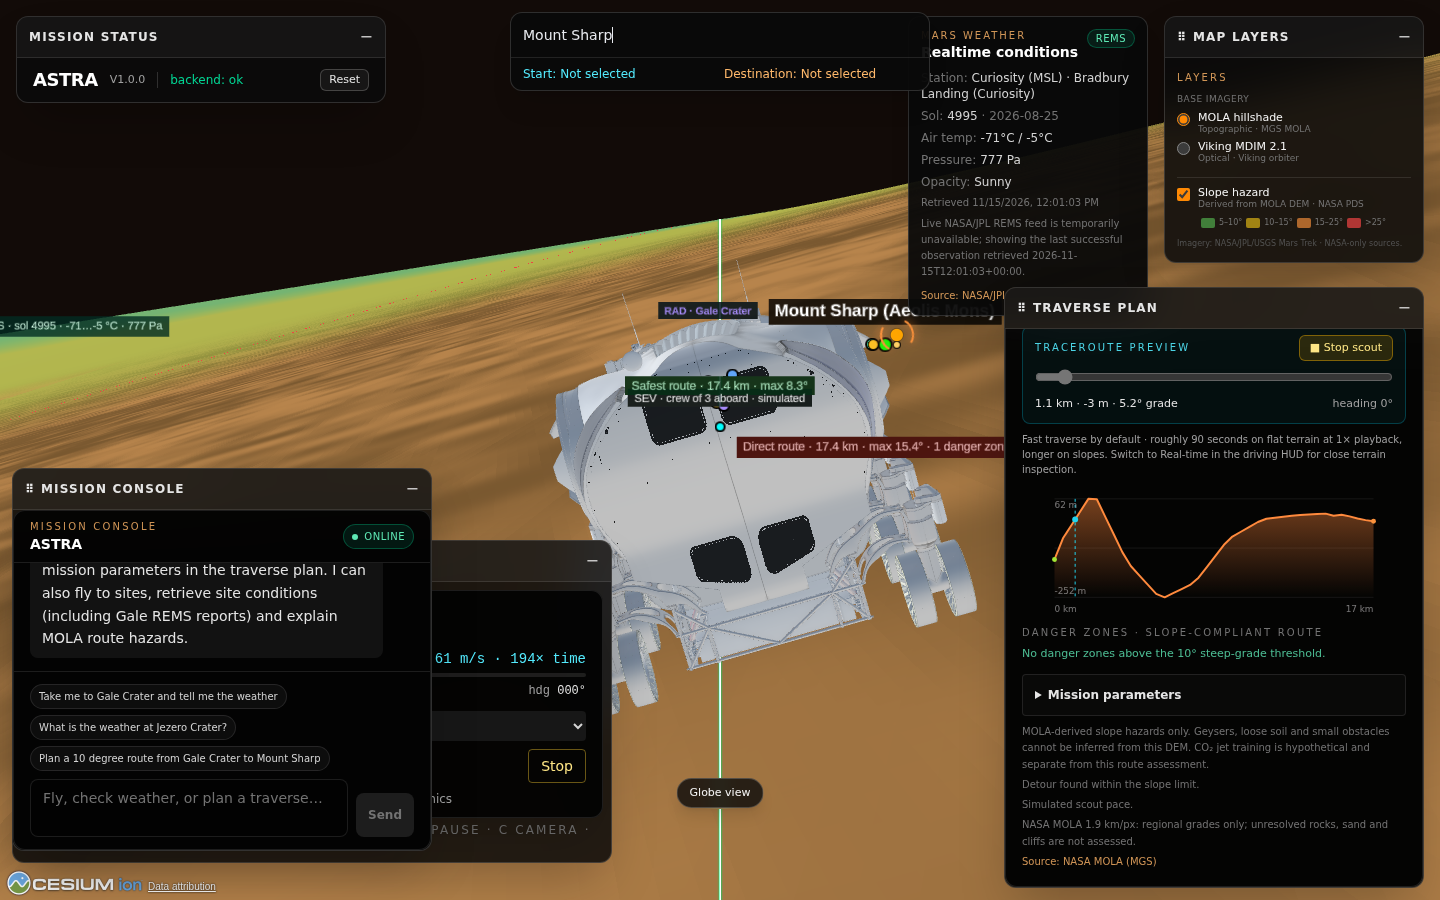 MISSION STATUS
ASTRA V1.0.0 backend: ok Reset
Mount Sharp
Start: Not selected Destination: Not selected
ARS WEATHER
REMS
Realtime conditions
Station: Curiosity (MSL) · Bradbury
Landing (Curiosity)
Sol: 4995 · 2026-08-25
Air temp: -71°C / -5°C
Pressure: 777 Pa
Opacity: Sunny
Retrieved 11/15/2026, 12:01:03 PM
Live NASA/JPL REMS feed is temporarily
unavailable; showing the last successful
observation retrieved 2026-11-
15T12:01:03+00:00.
Source: NASA/JPL
MAP LAYERS
LAYERS
BASE IMAGERY
MOLA hillshade
Topographic · MGS MOLA
Viking MDIM 2.1
Optical · Viking orbiter
Slope hazard
Derived from MOLA DEM · NASA PDS
5–10° 10–15° 15–25° >25°
Imagery: NASA/JPL/USGS Mars Trek · NASA-only sources.
S · sol 4995 · -71…-5 °C · 777 Pa
RAD · Gale Crater
Mount Sharp (Aeolis Mons)
Safest route · 17.4 km · max 8.3°
SEV · crew of 3 aboard · simulated
Direct route · 17.4 km · max 15.4° · 1 danger zon
TRAVERSE PLAN
TRACEROUTE PREVIEW
Stop scout
1.1 km · -3 m · 5.2° grade heading 0°
Fast traverse by default · roughly 90 seconds on flat terrain at 1× playback,
longer on slopes. Switch to Real-time in the driving HUD for close terrain
inspection.
62 m
-252 m
0 km 17 km
DANGER ZONES · SLOPE-COMPLIANT ROUTE
No danger zones above the 10° steep-grade threshold.
Mission parameters
MOLA-derived slope hazards only. Geysers, loose soil and small obstacles
cannot be inferred from this DEM. CO₂ jet training is hypothetical and
separate from this route assessment.
Detour found within the slope limit.
Simulated scout pace.
NASA MOLA 1.9 km/px: regional grades only; unresolved rocks, sand and
cliffs are not assessed.
Source: NASA MOLA (MGS)
MISSION CONSOLE
MISSION CONSOLE
ASTRA
ONLINE
mission parameters in the traverse plan. I can
also fly to sites, retrieve site conditions
(including Gale REMS reports) and explain
MOLA route hazards.
Take me to Gale Crater and tell me the weather
What is the weather at Jezero Crater?
Plan a 10 degree route from Gale Crater to Mount Sharp
Fly, check weather, or plan a traverse…
Send
61 m/s · 194× time
hdg 000°
Stop
nics
PAUSE · C CAMERA ·
Globe view
CESIUM ion Data attribution